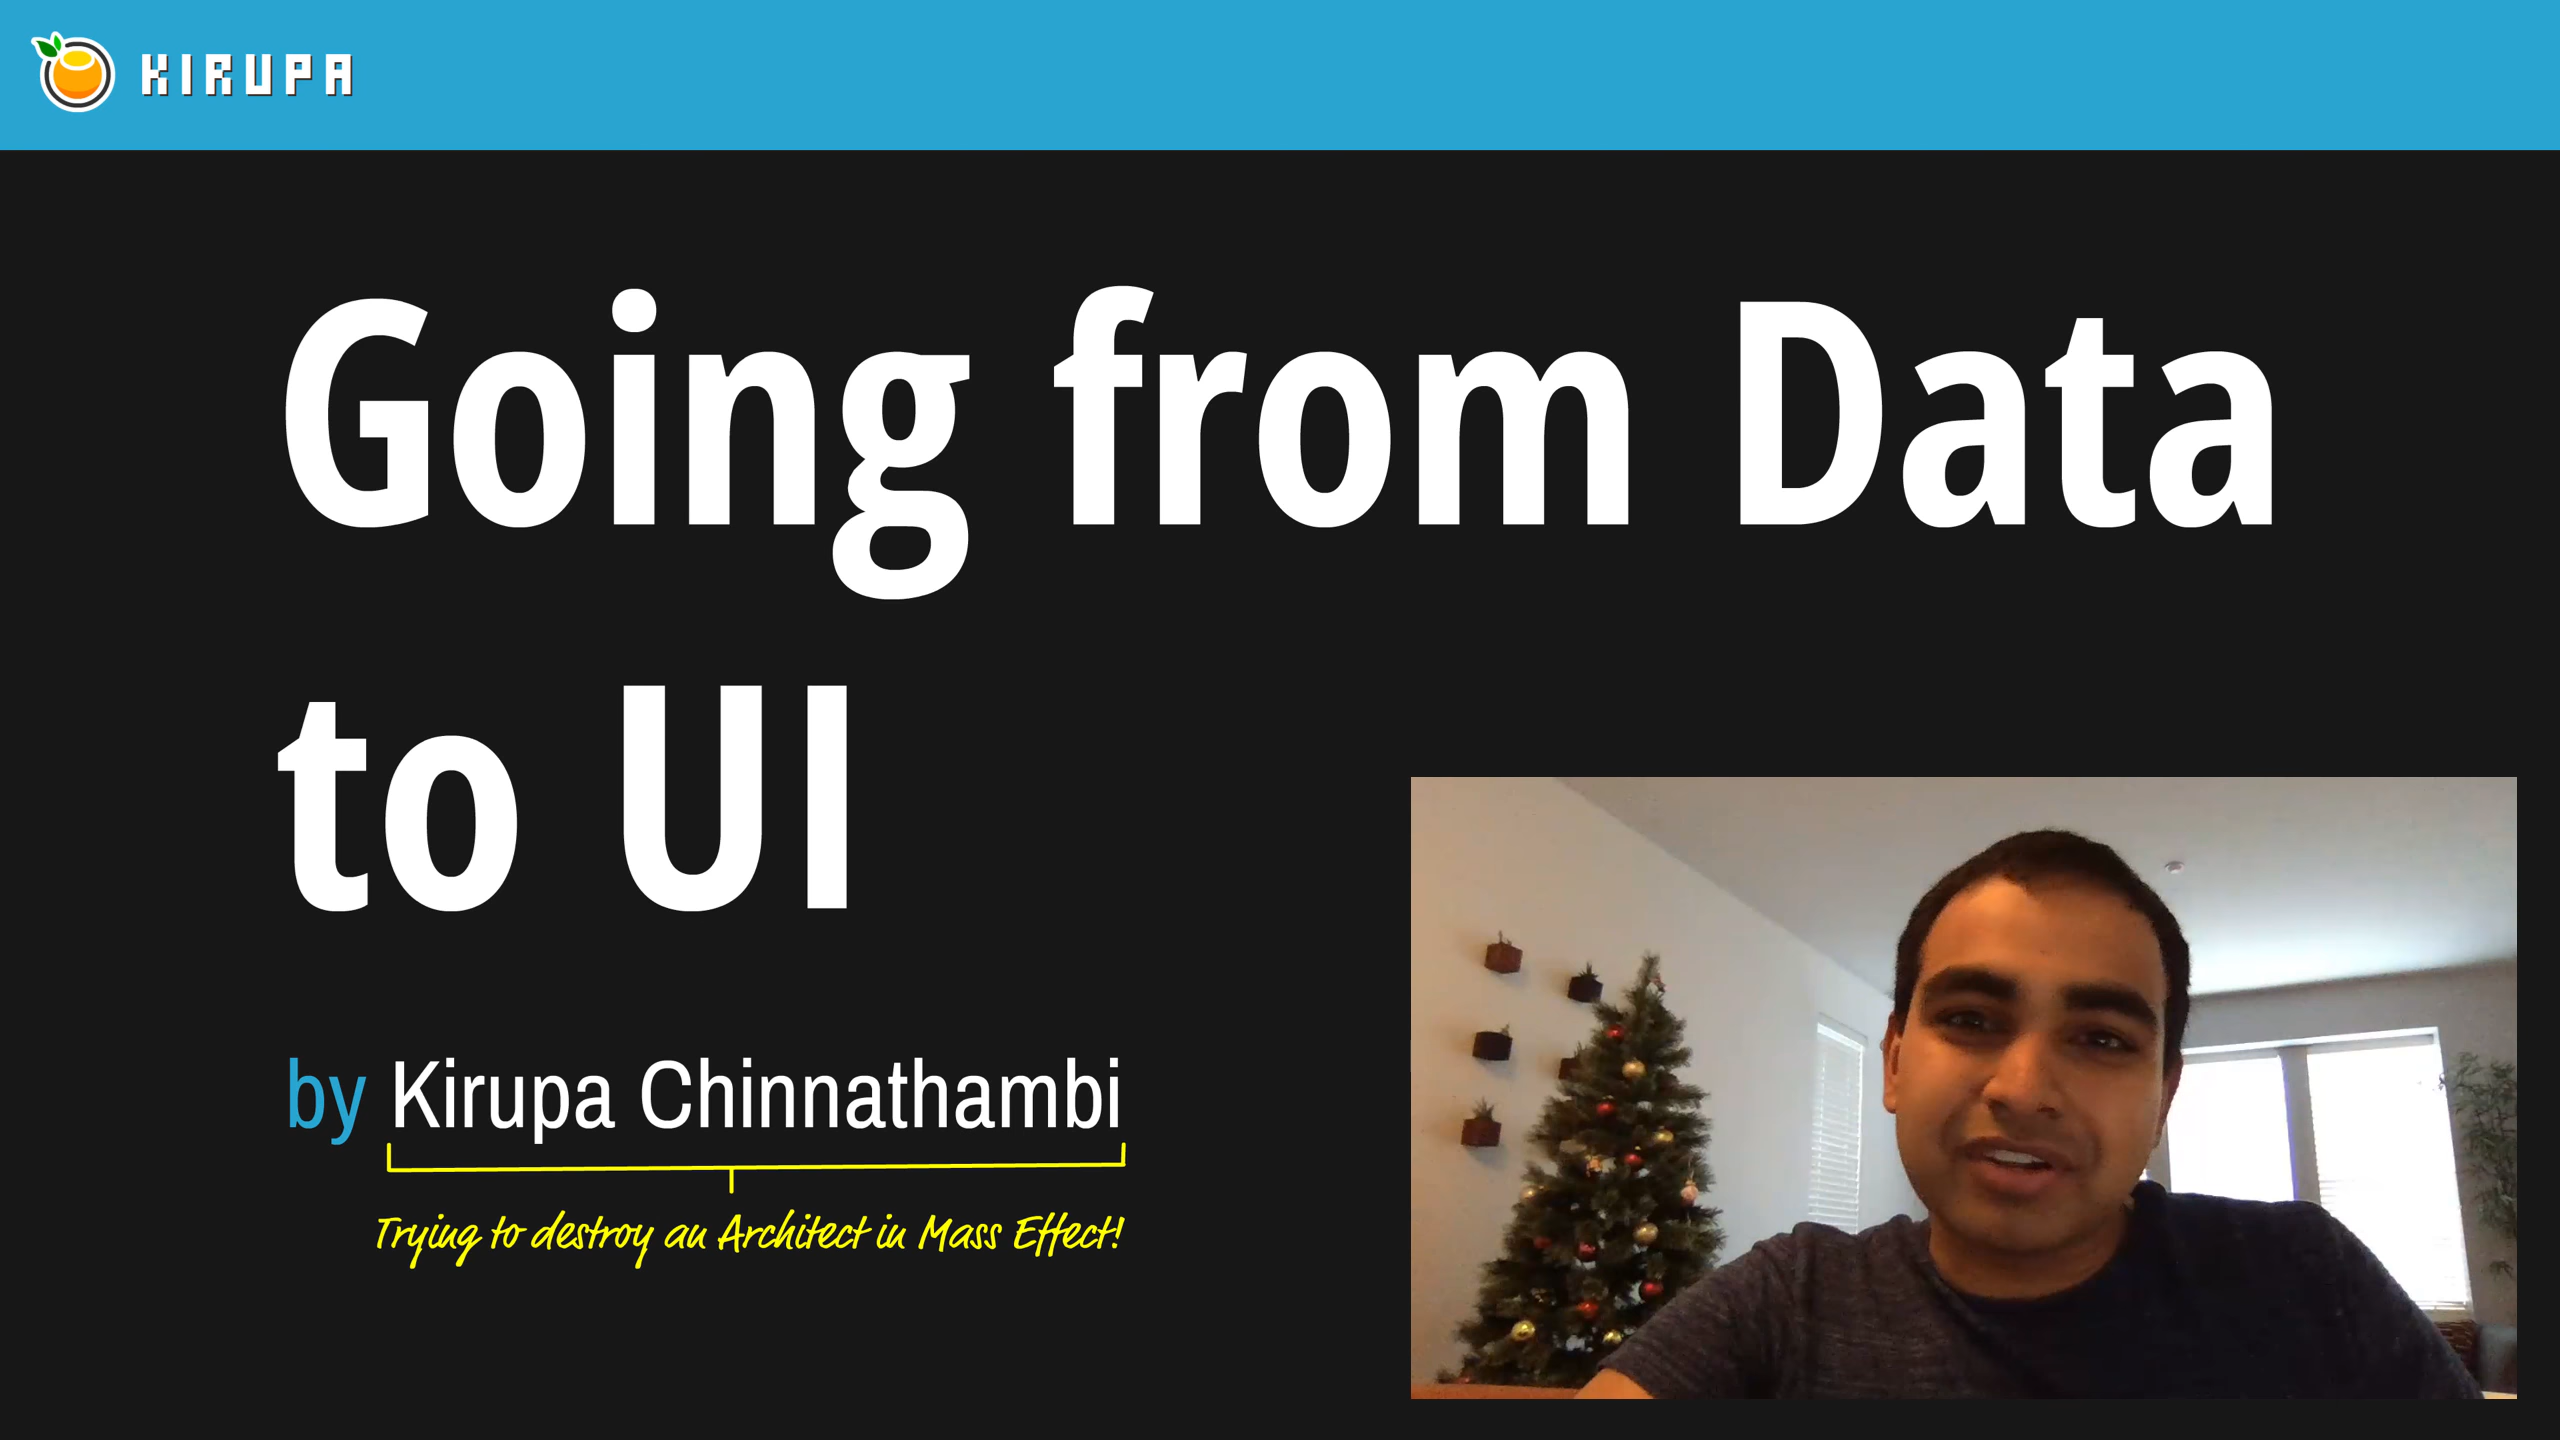 KIRUPA
Going from Data
to UI
by Kirupa Chinnathambi
Trying to destroy an Architect in Mass Effect!